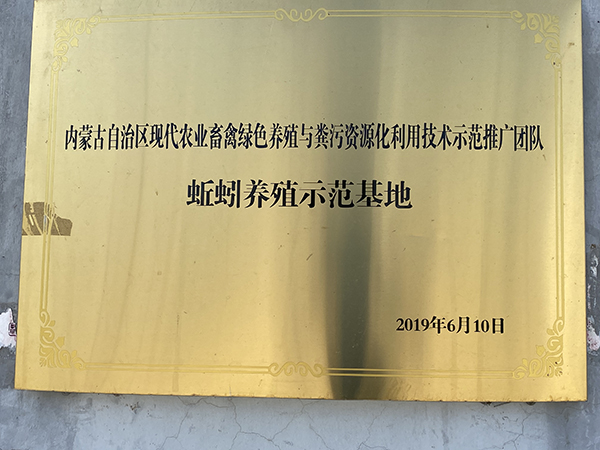 内蒙古自治区现代农业畜禽绿色养殖与粪污资源化利用技术示范推广团队
蚯蚓养殖示范基地
2019年6月10日